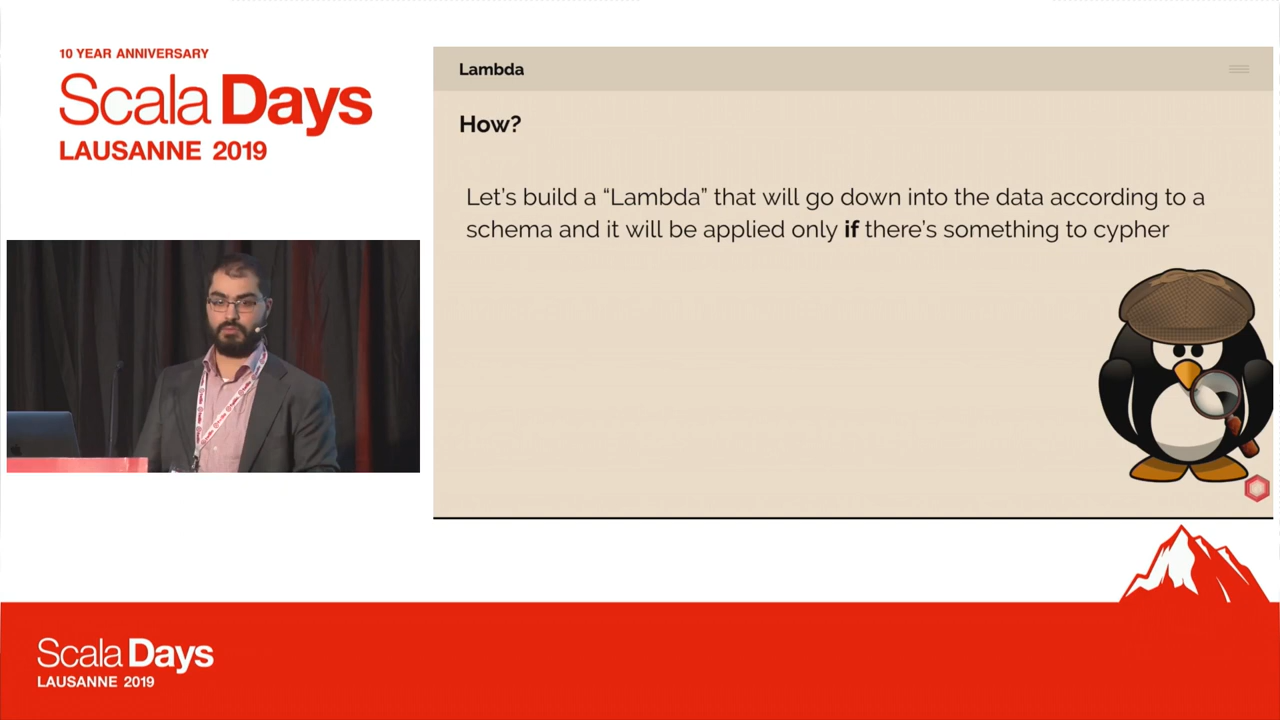 10 YEAR ANNIVERSARY
Scala Days
LAUSANNE 2019
Lambda
How?
Let's build a “Lambda” that will go down into the data according to a
schema and it will be applied only if there's something to cypher
Scala Days
LAUSANNE 2019